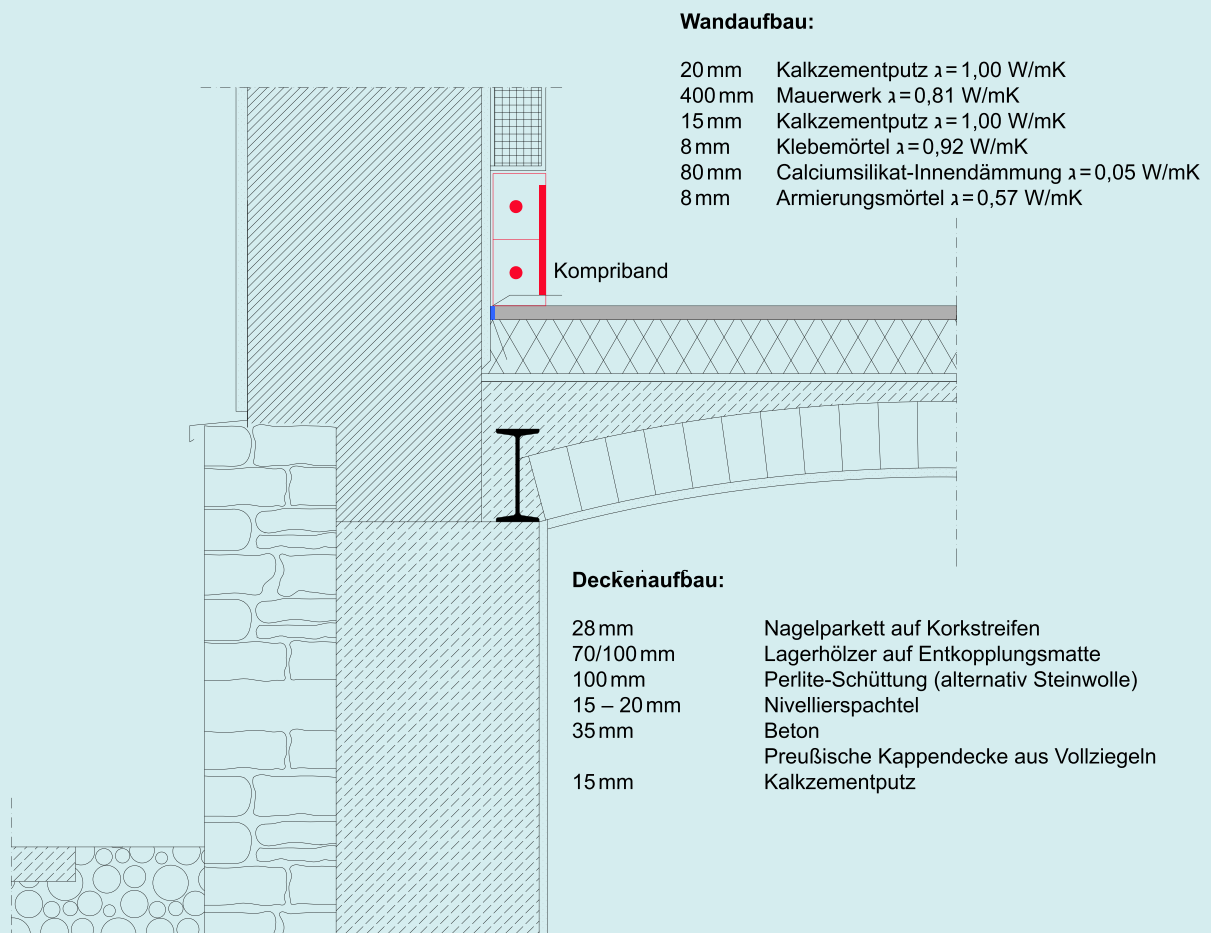 Wandaufbau:
20 mm Kalkzementputz ג = 1,00 W/mK
400 mm Mauerwerk ג = 0,81 W/mK
15 mm Kalkzementputz ג = 1,00 W/mK
8 mm Klebemörtel ג = 0,92 W/mK
80 mm Calciumsilikat-Innendämmung ג = 0,05 W/mK
8 mm Armierungsmörtel ג = 0,57 W/mK
Kompriband
Deckenaufbau:
28 mm Nagelparkett auf Korkstreifen
70/100 mm Lagerhölzer auf Entkopplungsmatte
100 mm Perlite-Schüttung (alternativ Steinwolle)
15 – 20 mm Nivellierspachtel
35 mm Beton
Preußische Kappendecke aus Vollziegeln
15 mm Kalkzementputz